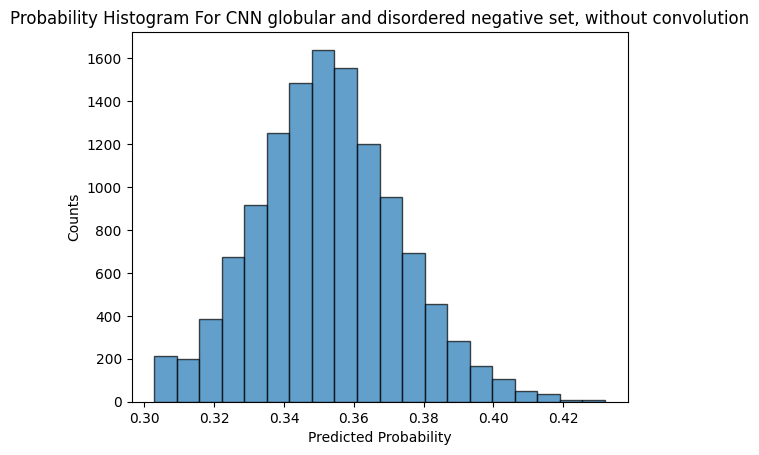 Probability Histogram For CNN globular and disordered negative set, without convolution
1600
1400
1200
1000
800
600
400
200
0
Counts
0.30 0.32 0.34 0.36 0.38 0.40 0.42
Predicted Probability